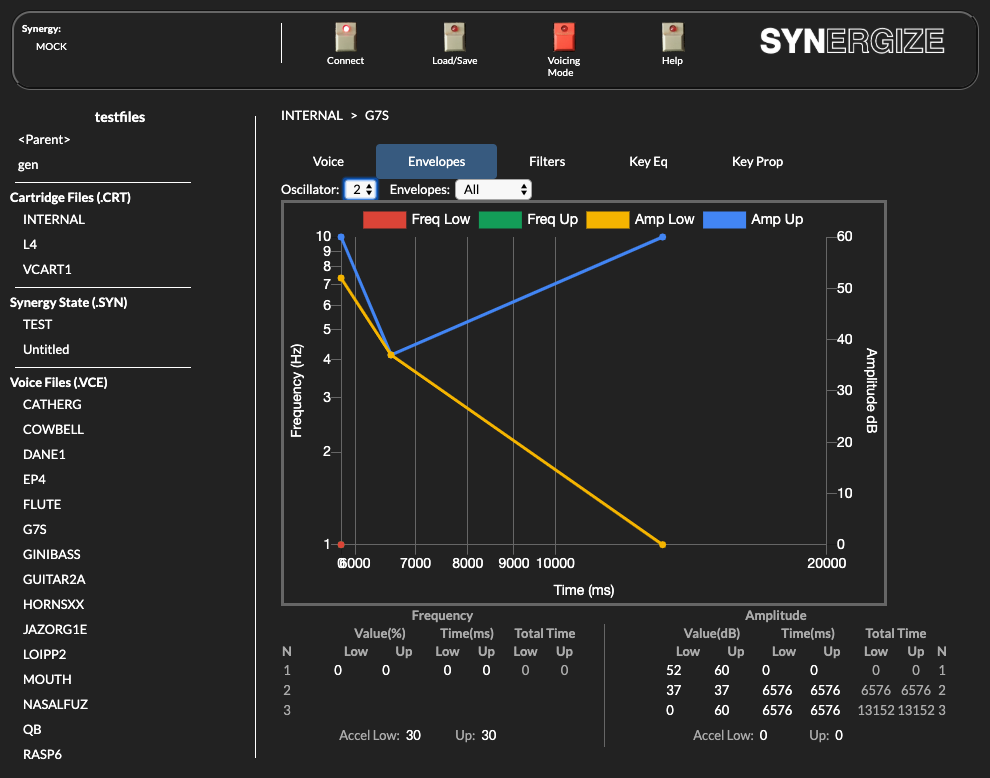 Synergy:
MOCK
Connect
Load/Save
Voicing
Mode
Help
SYNERGIZE
testfiles
<Parent>
gen
Cartridge Files (.CRT)
INTERNAL
L4
VCART1
Synergy State (.SYN)
TEST
Untitled
Voice Files (.VCE)
CATHERG
COWBELL
DANE1
EP4
FLUTE
G7S
GINIBASS
GUITAR2A
HORNSXX
JAZORG1E
LOIPP2
MOUTH
NASALFUZ
QB
RASP6
INTERNAL > G7S
Voice Envelopes Filters Key Eq Key Prop
Oscillator: 2 Envelopes: All
Freq Low Freq Up Amp Low Amp Up
10
9
8
7
6
5
4
3
2
1
Frequency (Hz)
60
50
40
30
20
10
0
Amplitude dB
0 6000 7000 8000 9000 10000 20000
Time (ms)
Frequency Amplitude
Value(%) Time(ms) Total Time Value(dB) Time(ms) Total Time
N Low Up Low Up Low Up Low Up Low Up Low Up N
1 0 0 0 0 0 0 52 60 0 0 0 0 1
2 37 37 6576 6576 6576 6576 2
3 0 60 6576 6576 13152 13152 3
Accel Low: 30 Up: 30 Accel Low: 0 Up: 0